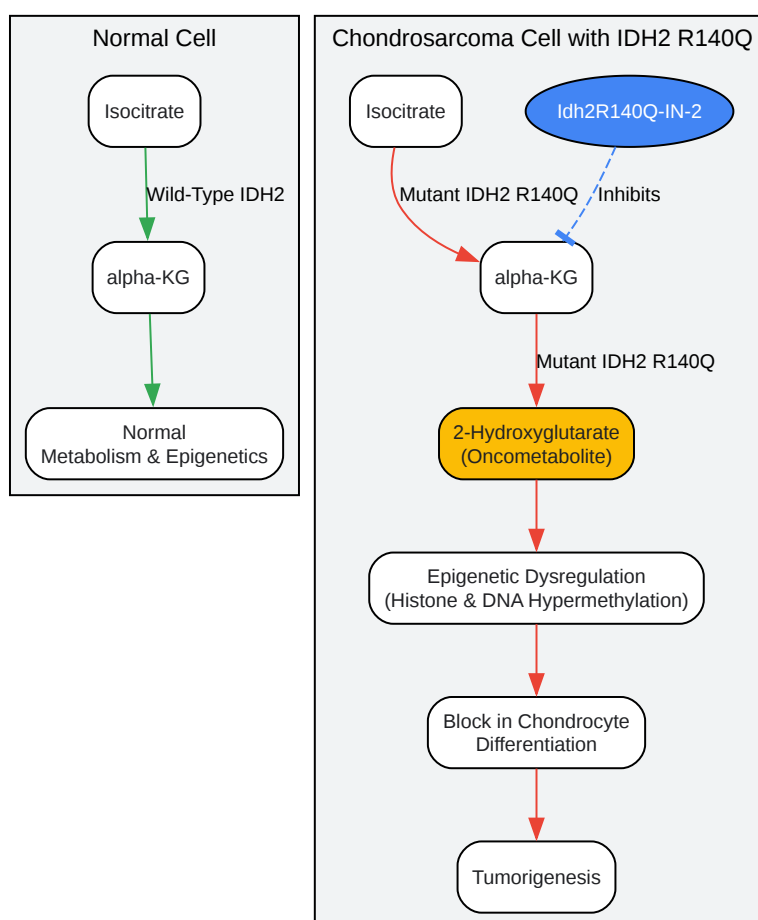 Normal Cell
Isocitrate
Wild-Type IDH2
alpha-KG
Normal
Metabolism & Epigenetics
Chondrosarcoma Cell with IDH2 R140Q
Isocitrate
Idh2R140Q-IN-2
Mutant IDH2 R140Q
Inhibits
alpha-KG
Mutant IDH2 R140Q
2-Hydroxyglutarate
(Oncometabolite)
Epigenetic Dysregulation
(Histone & DNA Hypermethylation)
Block in Chondrocyte
Differentiation
Tumorigenesis